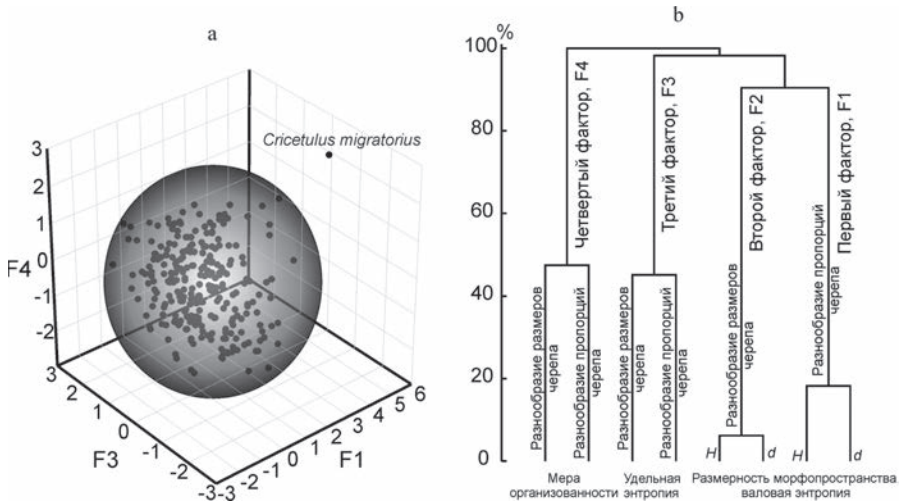 a
3
2
1
0
-1
-2
F4
3
2
1
0
-1
-2
-3
F3
-3
-2
-1
0
1
2
3
4
5
6
F1
Cricetulus migratorius
b
%
100
80
60
40
20
0
Четвертый фактор, F4
Разнообразие размеров
черепа
Разнообразие пропорций
черепа
Третий фактор, F3
Разнообразие размеров
черепа
Разнообразие пропорций
черепа
Второй фактор, F2
Разнообразие размеров
черепа
Первый фактор, F1
Разнообразие пропорций
черепа
H
d
H
d
Мера
организованности
Удельная
энтропия
Размерность морфопространства
валовая энтропия